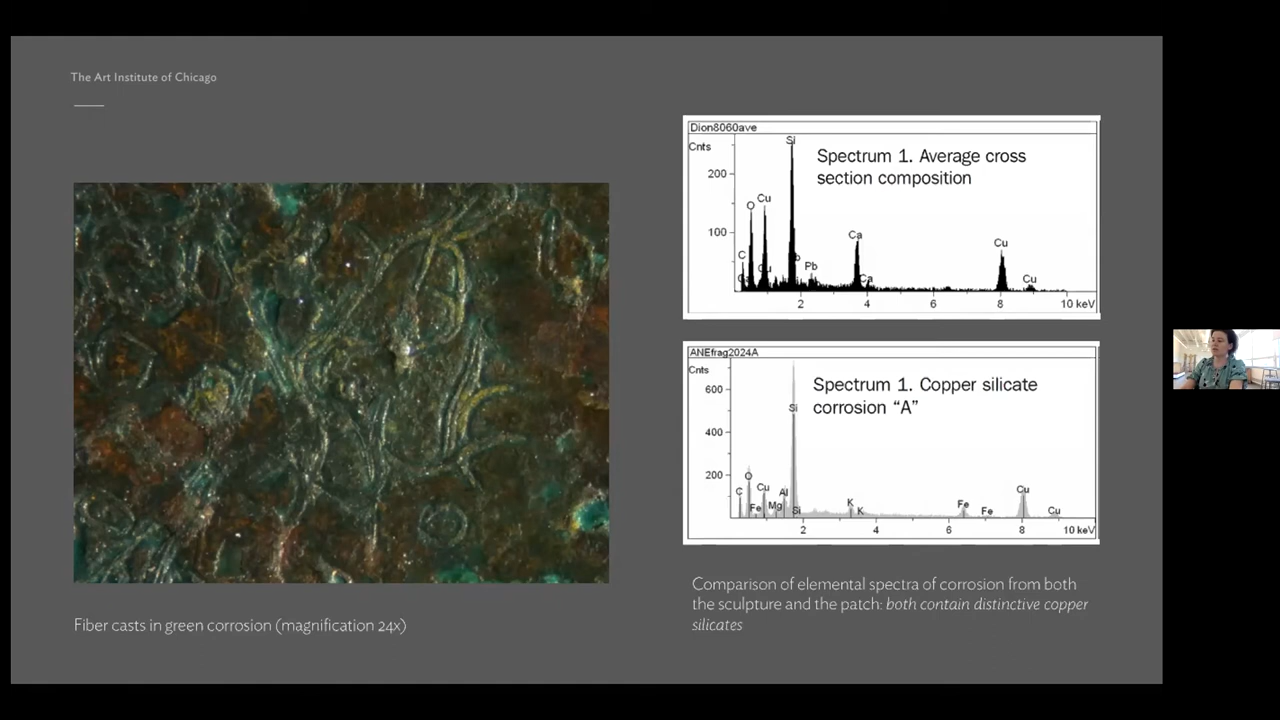 The Art Institute of Chicago
Dion8060ave
Cnts
Spectrum 1. Average cross
section composition
Si
200
O
Cu
100
Ca
Cu
C
Pb
Ca
Cu
2
4
6
8
10 keV
ANEfrag2024A
Cnts
Spectrum 1. Copper silicate
corrosion “A”
600
Si
400
200
O
C
Cu
Al
Fe
Mg
Si
K
K
Fe
Fe
Cu
Cu
2
4
6
8
10 keV
Comparison of elemental spectra of corrosion from both
the sculpture and the patch: both contain distinctive copper
silicates
Fiber casts in green corrosion (magnification 24x)